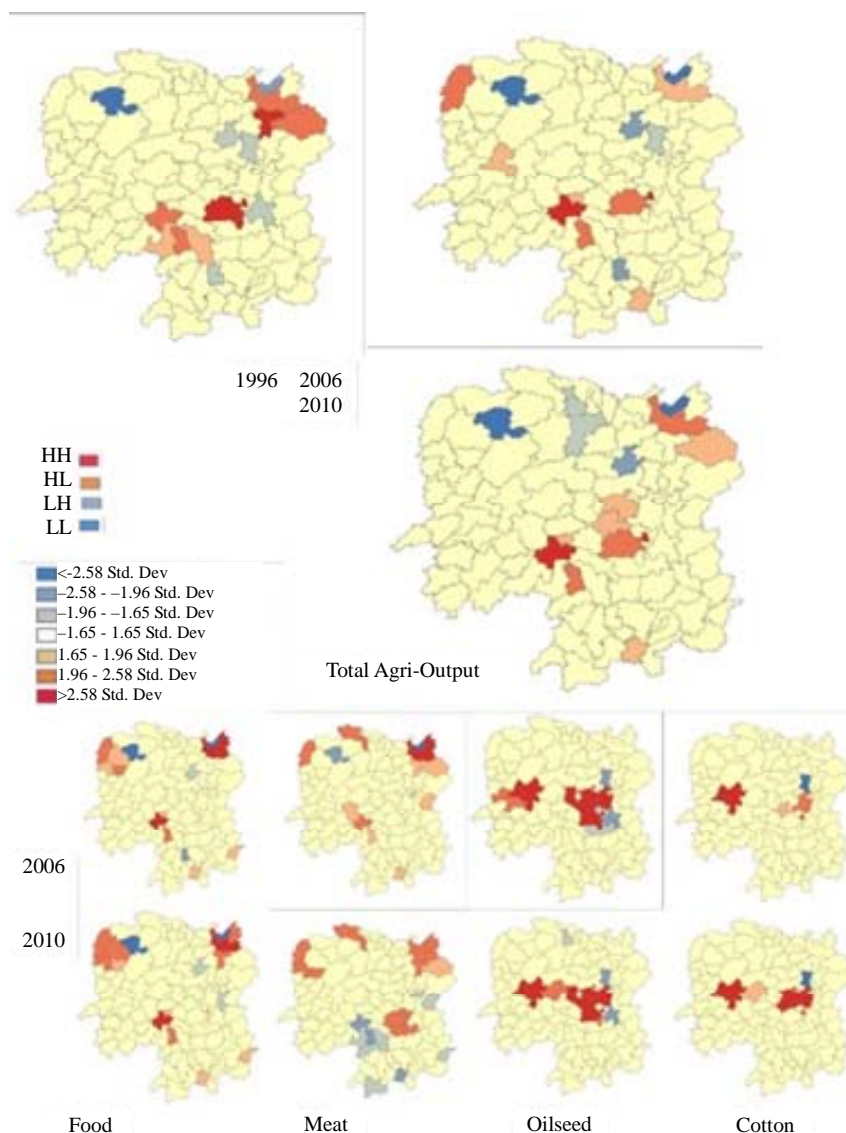 1996 2006
2010
HH
HL
LH
LL
<-2.58 Std. Dev
–2.58 - –1.96 Std. Dev
–1.96 - –1.65 Std. Dev
–1.65 - 1.65 Std. Dev
1.65 - 1.96 Std. Dev
1.96 - 2.58 Std. Dev
>2.58 Std. Dev
Total Agri-Output
2006
2010
Food Meat Oilseed Cotton